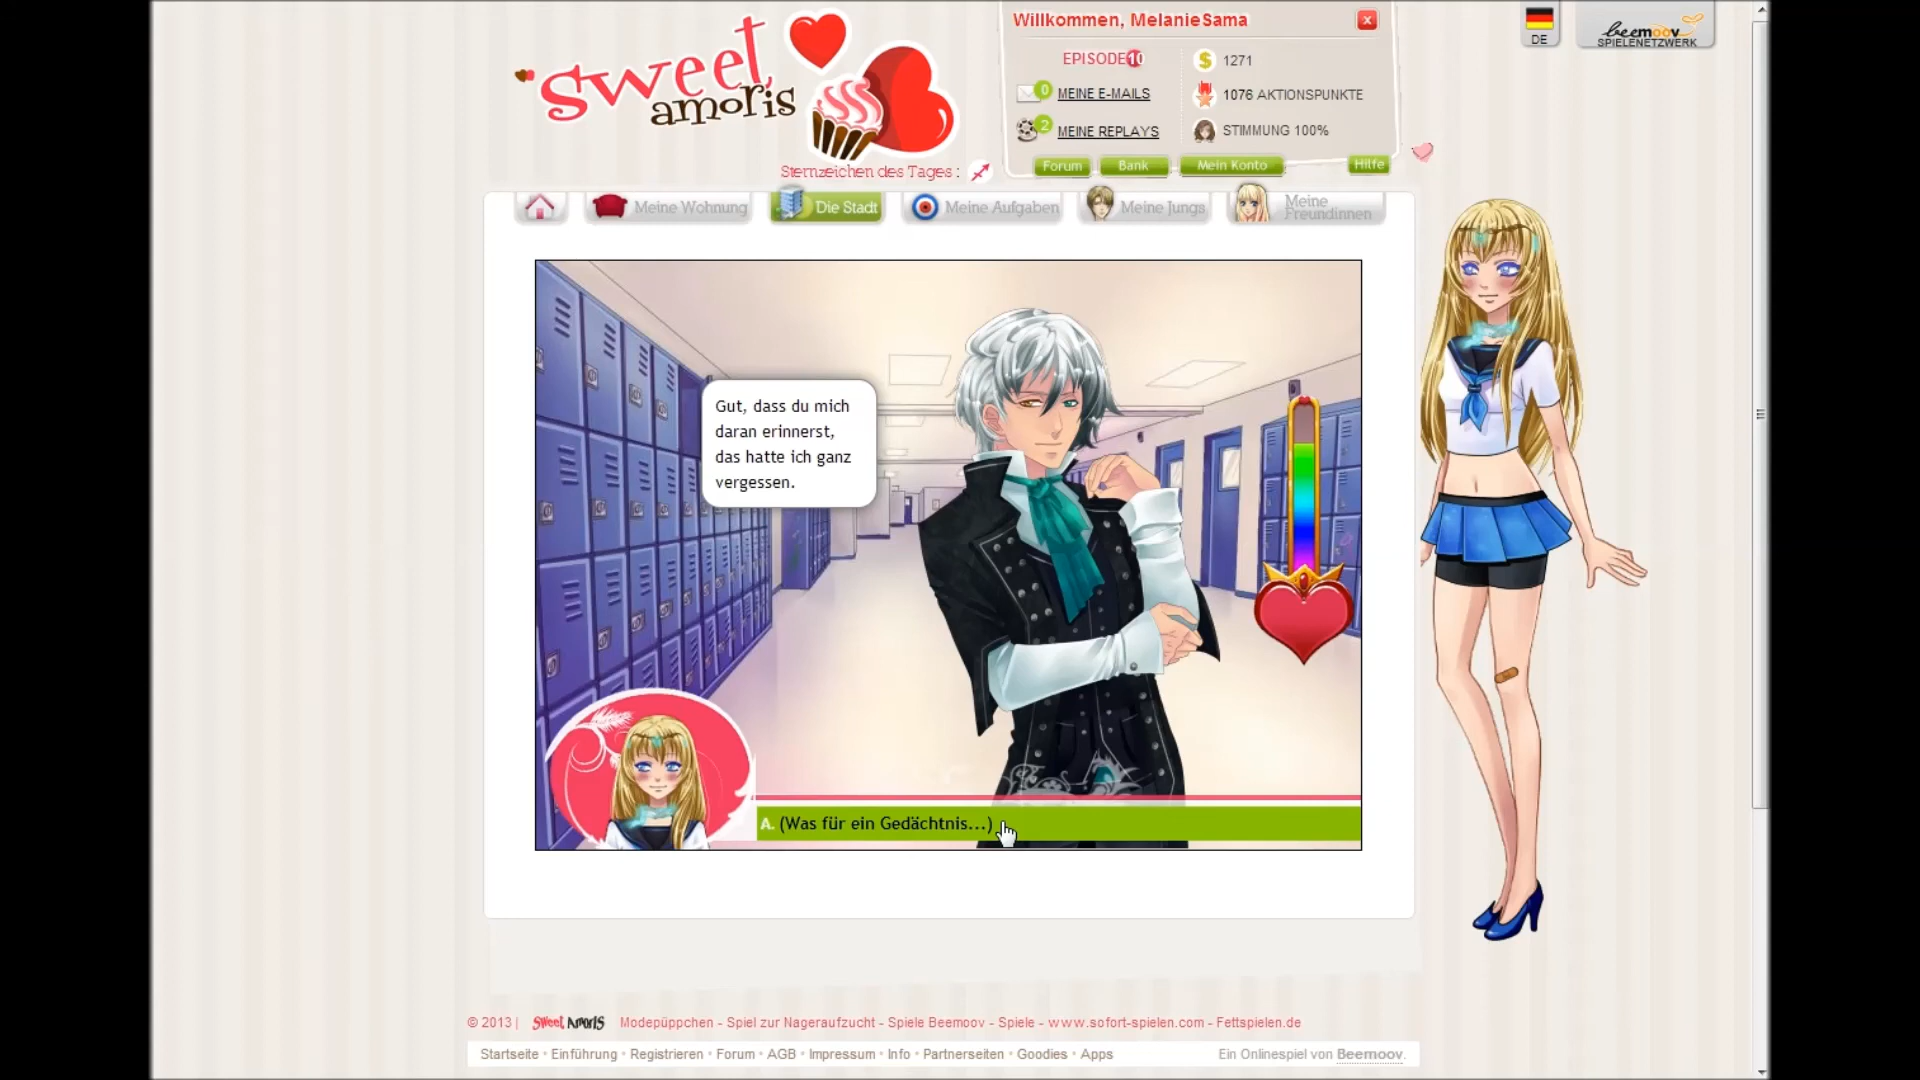 sweet
amoris
Sternzeichen des Tages :
Willkommen, MelanieSama
x
EPISODE 10
0 MEINE E-MAILS
2 MEINE REPLAYS
$ 1271
1076 AKTIONSPUNKTE
STIMMUNG 100%
Forum
Bank
Mein Konto
Hilfe
DE
beemoov
SPIELENETZWERK
Meine Wohnung
Die Stadt
Meine Aufgaben
Meine Jungs
Meine
Freundinnen
Gut, dass du mich
daran erinnerst,
das hatte ich ganz
vergessen.
A. (Was für ein Gedächtnis...)
© 2013 | Sweet Amoris Modepüppchen - Spiel zur Nageraufzucht - Spiele Beemoov - Spiele - www.sofort-spielen.com - Fettspielen.de
Startseite • Einführung • Registrieren • Forum • AGB • Impressum • Info • Partnerseiten • Goodies • Apps
Ein Onlinespiel von Beemoov.